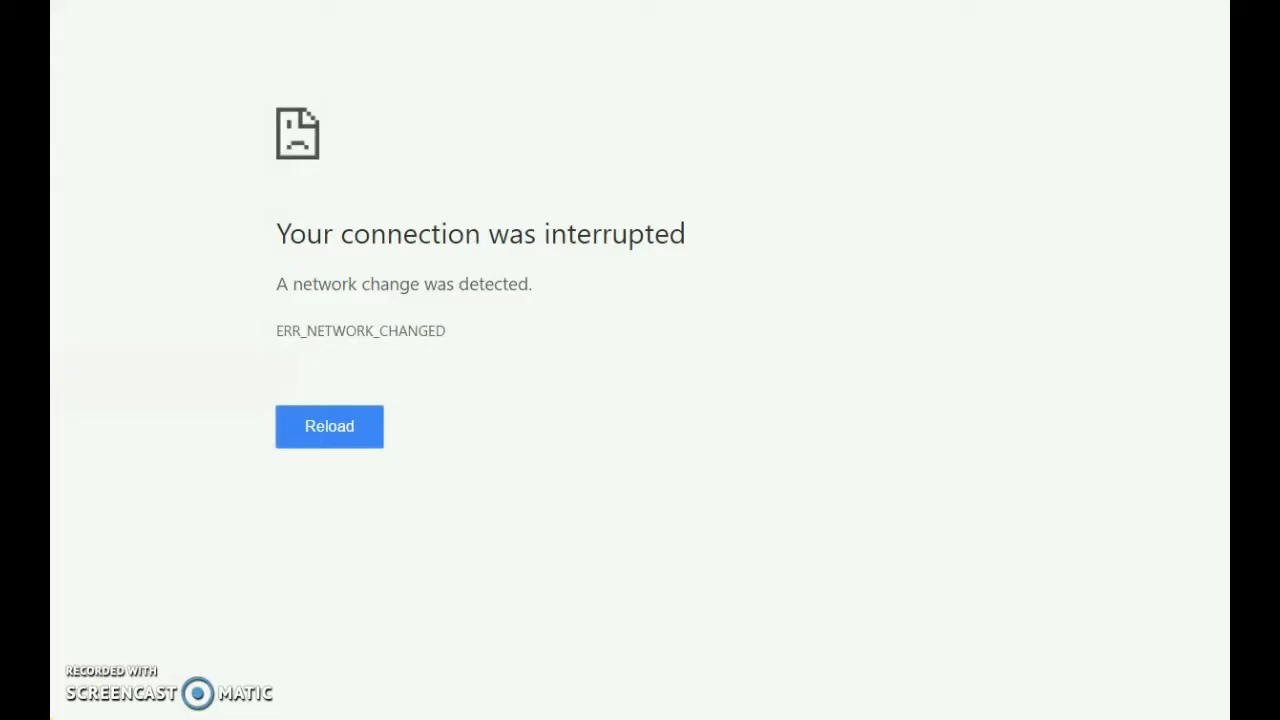 Your connection was interrupted
A network change was detected.
ERR_NETWORK_CHANGED
Reload
RECORDED WITH
SCREENCAST MATIC